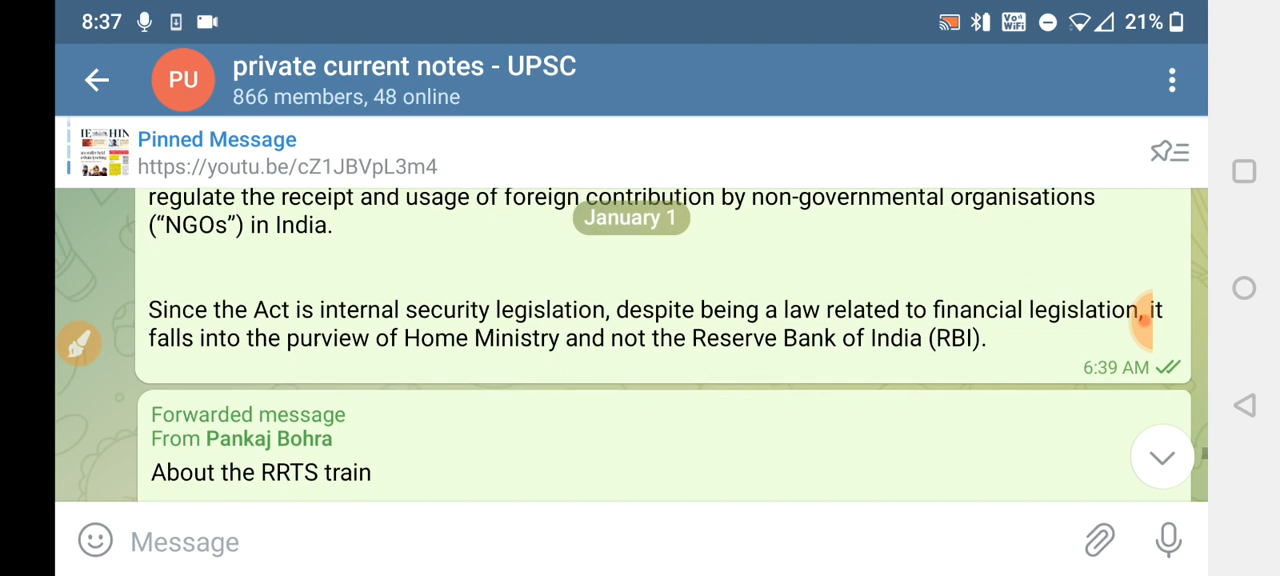 8:37 Vo WiFi 21%
PU private current notes - UPSC
866 members, 48 online
Pinned Message
https://youtu.be/cZ1JBVpL3m4
regulate the receipt and usage of foreign contribution by non-governmental organisations
January 1
("NGOs") in India.
Since the Act is internal security legislation, despite being a law related to financial legislation, it
falls into the purview of Home Ministry and not the Reserve Bank of India (RBI).
6:39 AM
Forwarded message
From Pankaj Bohra
About the RRTS train
Message